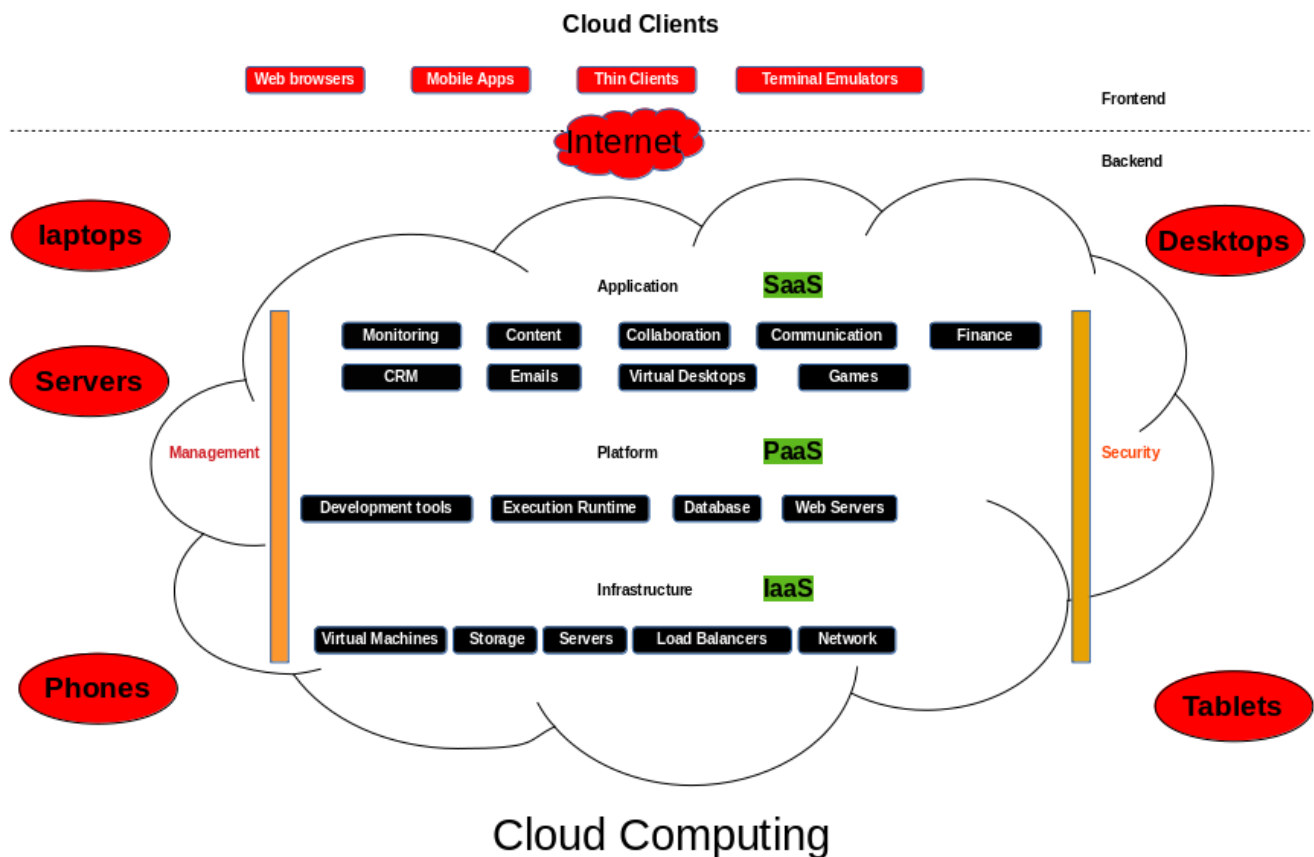 Cloud Clients
Web browsers Mobile Apps Thin Clients Terminal Emulators
Frontend
Internet
Backend
laptops
Desktops
Application SaaS
Monitoring Content Collaboration Communication Finance
CRM Emails Virtual Desktops Games
Servers
Management
Platform PaaS
Security
Development tools Execution Runtime Database Web Servers
Infrastructure IaaS
Virtual Machines Storage Servers Load Balancers Network
Phones
Tablets
Cloud Computing